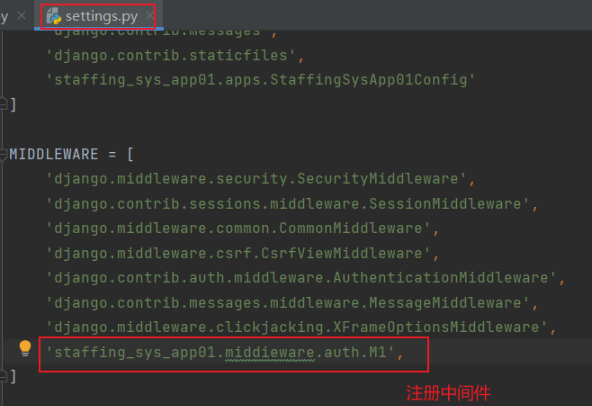 py
settings.py
'django.contrib.messages',
'django.contrib.staticfiles',
'staffing_sys_app01.apps.StaffingSysApp01Config'
]
MIDDLEWARE = [
'django.middleware.security.SecurityMiddleware',
'django.contrib.sessions.middleware.SessionMiddleware',
'django.middleware.common.CommonMiddleware',
'django.middleware.csrf.CsrfViewMiddleware',
'django.contrib.auth.middleware.AuthenticationMiddleware',
'django.contrib.messages.middleware.MessageMiddleware',
'django.middleware.clickjacking.XFrameOptionsMiddleware',
'staffing_sys_app01.middieware.auth.M1',
]
注册中间件